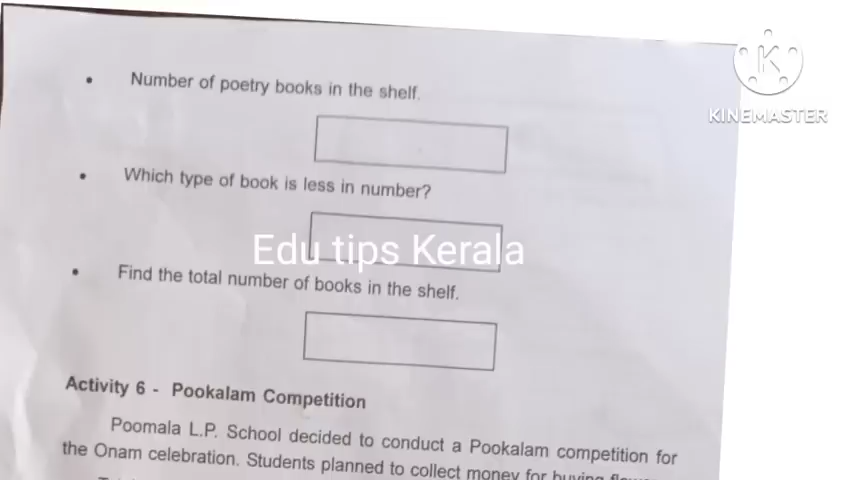 KINEMASTER
• Number of poetry books in the shelf.
• Which type of book is less in number?
Edu tips Kerala
• Find the total number of books in the shelf.
Activity 6 - Pookalam Competition
Poomala L.P. School decided to conduct a Pookalam competition for
the Onam celebration. Students planned to collect money for buying